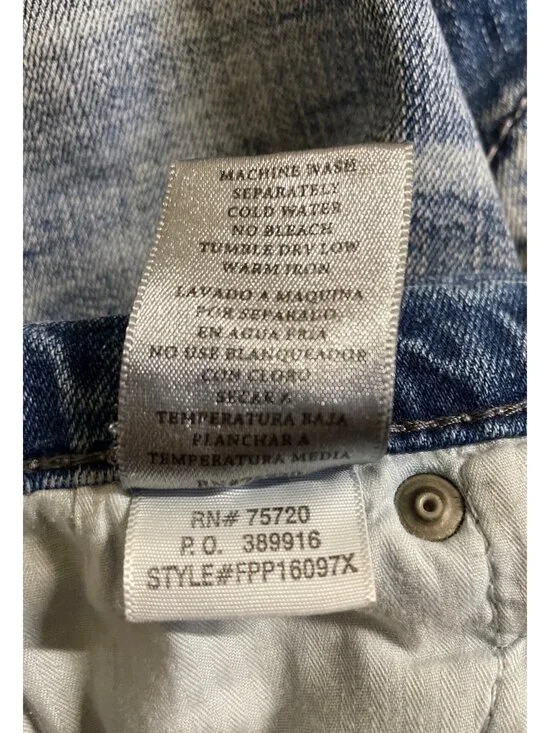 MACHINE WASH
SEPARATELY
COLD WATER
NO BLEACH
TUMBLE DRY LOW
WARM IRON
LAVADO A MAQUINA
POR SEPARADO
EN AGUA FRIA
NO USE BLANQUEADOR
CON CLORO
SECAR A
TEMPERATURA BAJA
PLANCHAR A
TEMPERATURA MEDIA
RN# 75720
P.O. 389916
STYLE#FPP16097X